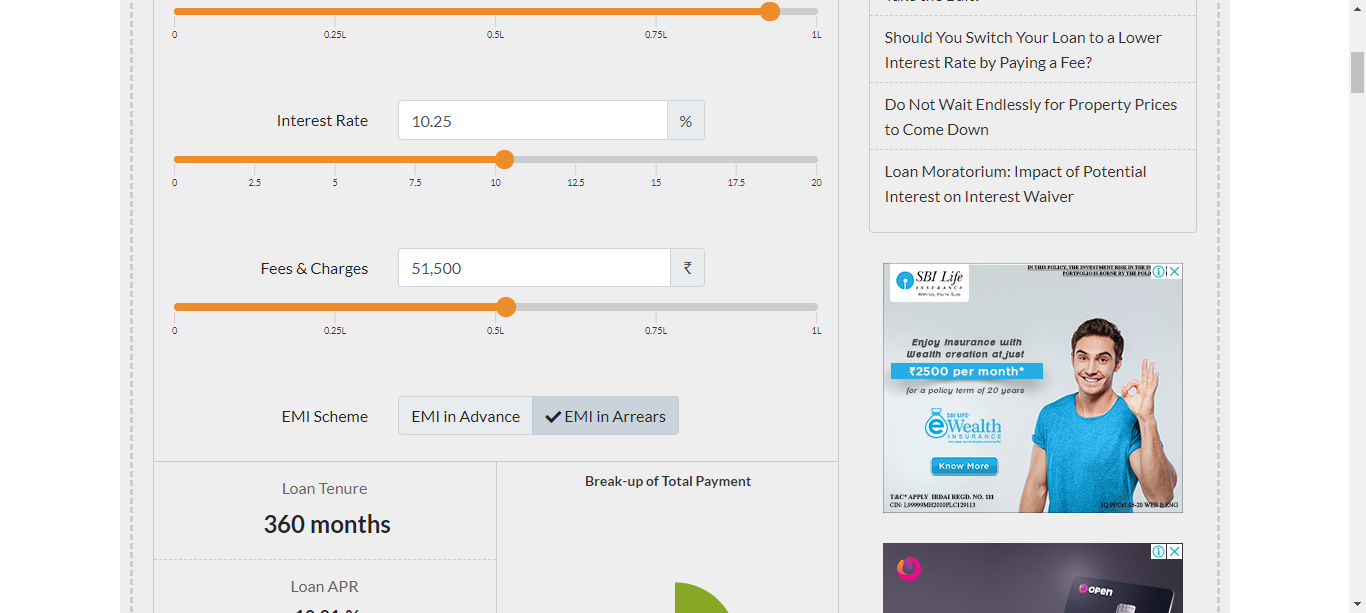 0 0.25L 0.5L 0.75L 1L
Interest Rate 10.25 %
0 2.5 5 7.5 10 12.5 15 17.5 20
Fees & Charges 51,500 ₹
0 0.25L 0.5L 0.75L 1L
EMI Scheme EMI in Advance EMI in Arrears
Loan Tenure
360 months
Loan APR
Break-up of Total Payment
Should You Switch Your Loan to a Lower
Interest Rate by Paying a Fee?
Do Not Wait Endlessly for Property Prices
to Come Down
Loan Moratorium: Impact of Potential
Interest on Interest Waiver
IN THIS POLICY, THE INVESTMENT RISK IN THE
PORTFOLIO IS BORNE BY THE
SBI Life
INSURANCE
With Us, You're Sure
Enjoy Insurance with
Wealth creation at just
₹2500 per month*
for a policy term of 20 years
SBI LIFE-
eWealth
INSURANCE
Know More
T&C* APPLY IRDAI REGD. NO. 111
CIN: L99999MH2000PLC129113
OPEN